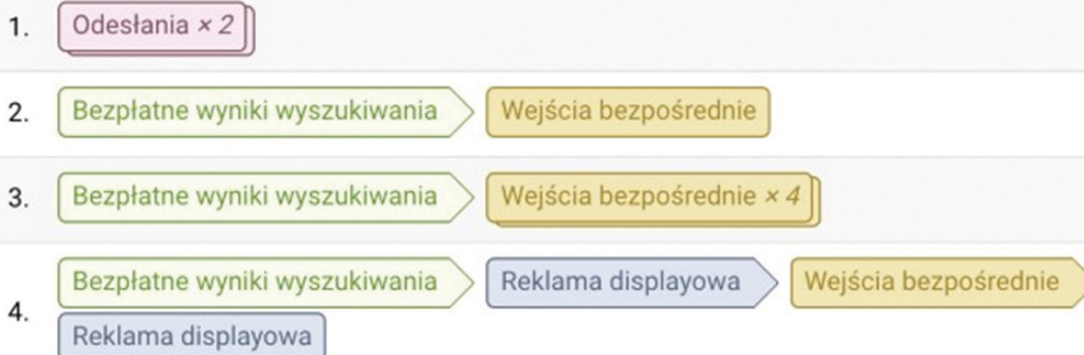 1. Odesłania × 2
2. Bezpłatne wyniki wyszukiwania Wejścia bezpośrednie
3. Bezpłatne wyniki wyszukiwania Wejścia bezpośrednie × 4
Bezpłatne wyniki wyszukiwania Reklama displayowa Wejścia bezpośrednie
4.
Reklama displayowa